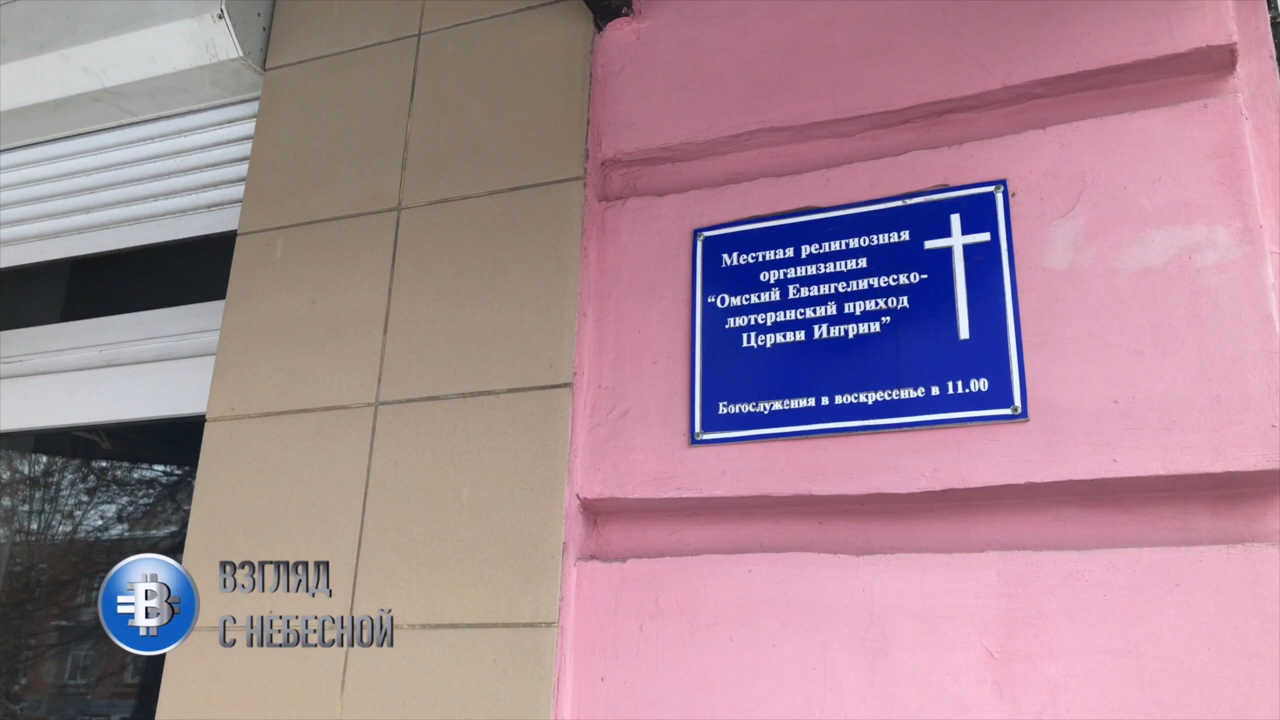 Местная религиозная
организация
“Омский Евангелическо-
лютеранский приход
Церкви Ингрии”
Богослужения в воскресенье в 11.00
ВЗГЛЯД
С НЕБЕСНОЙ